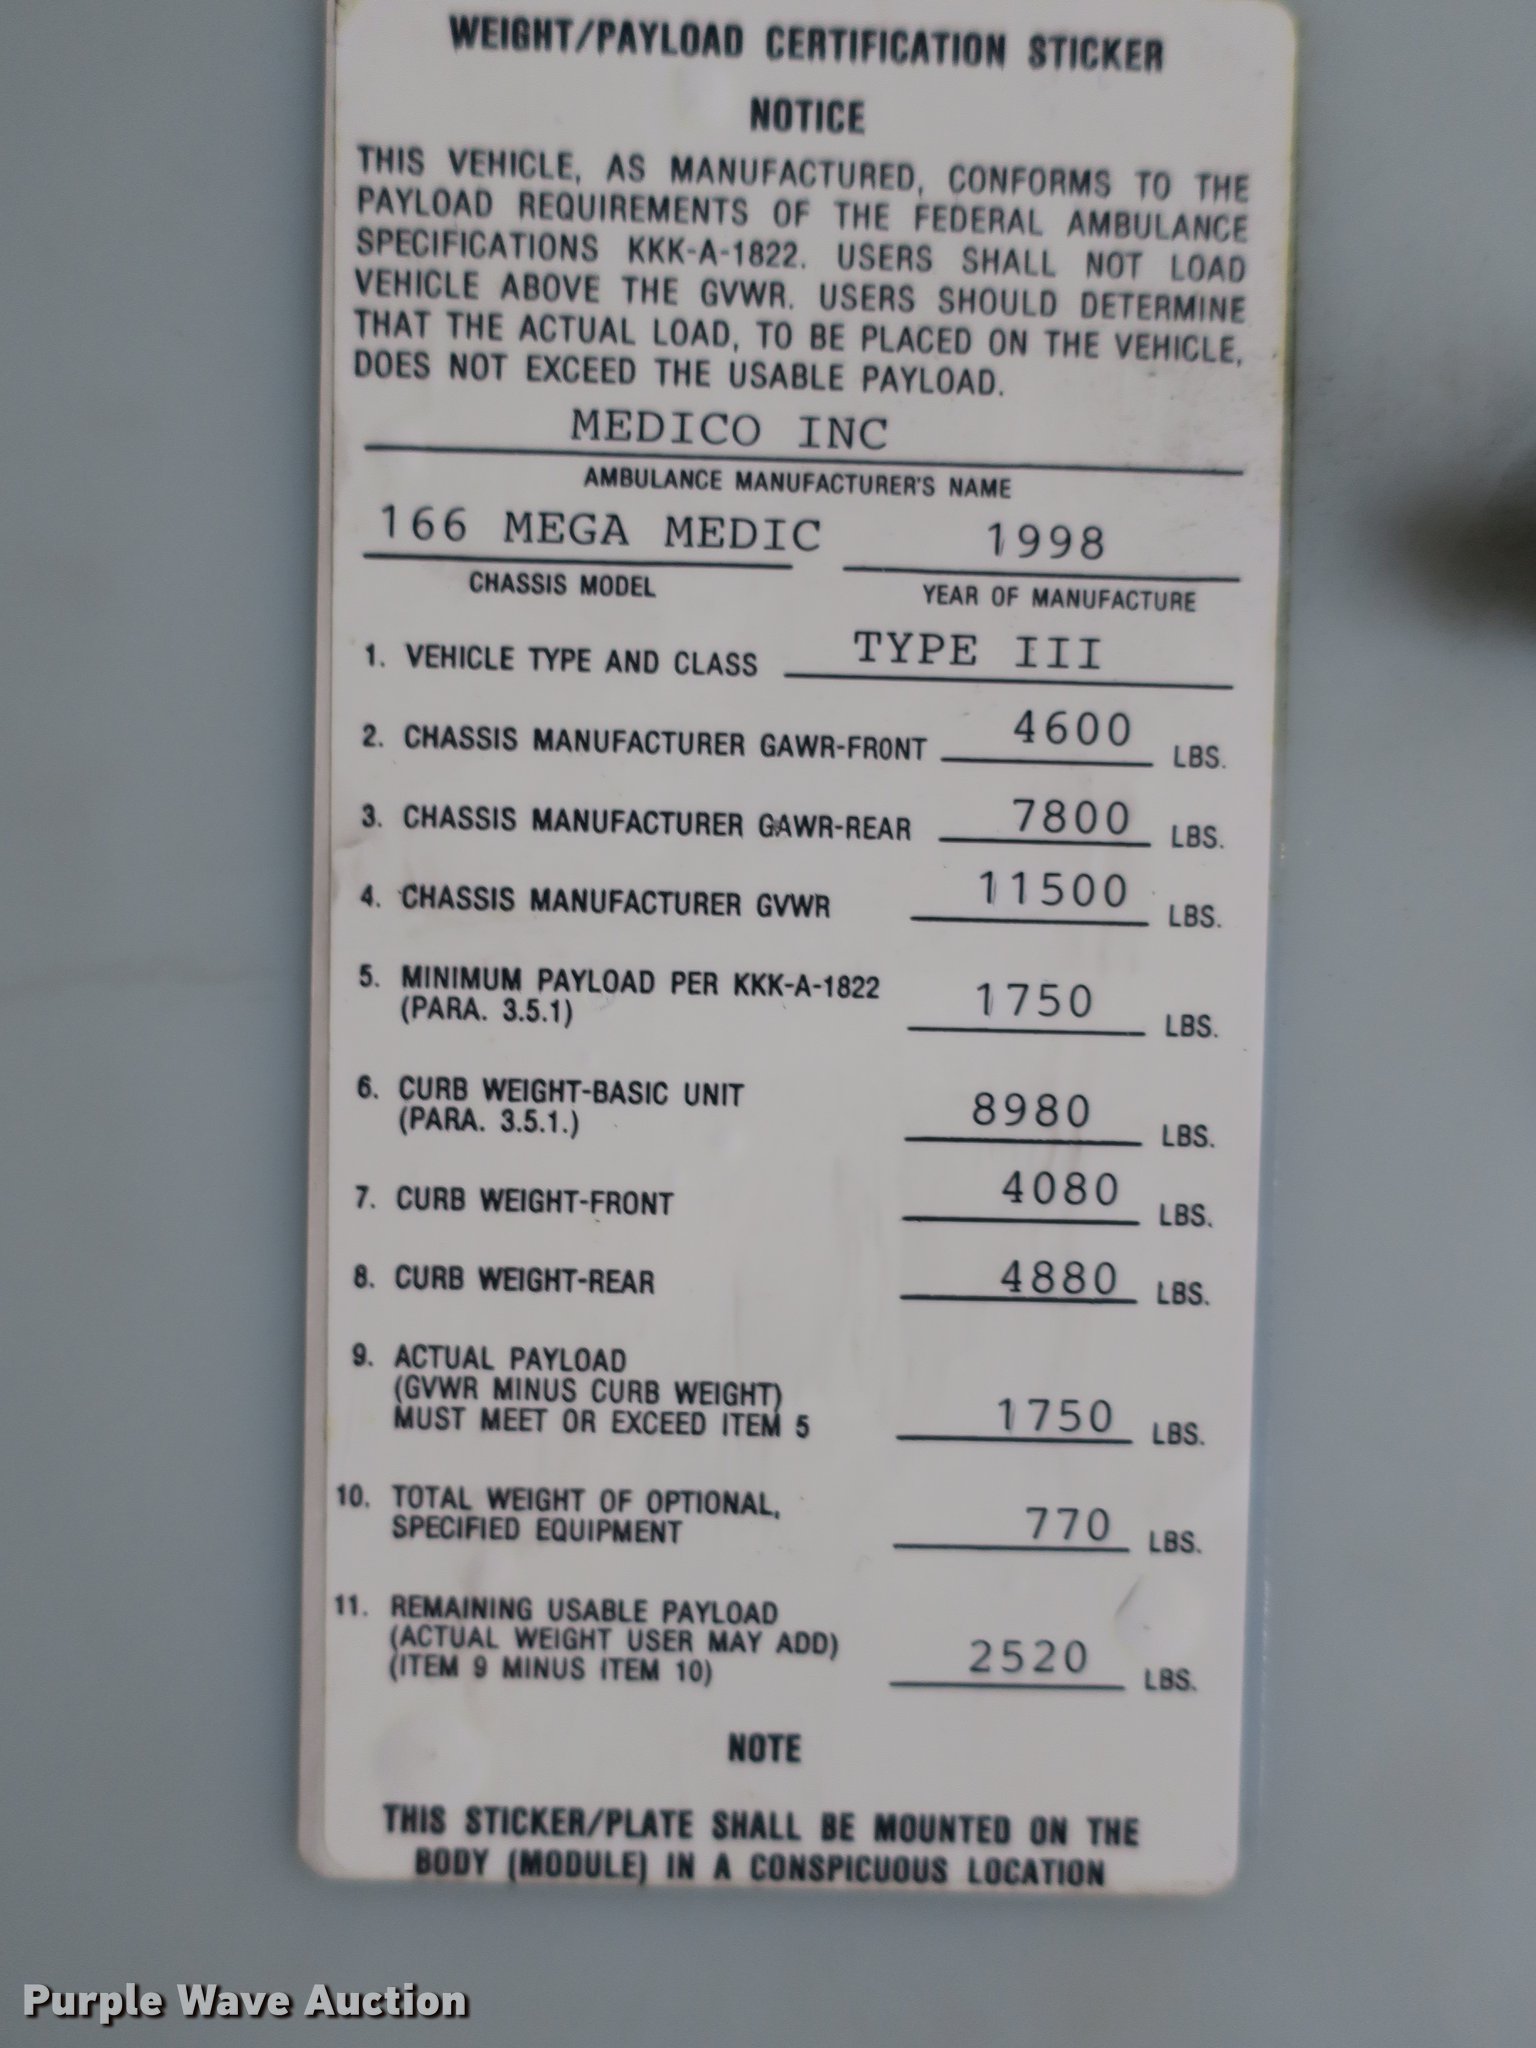 WEIGHT/PAYLOAD CERTIFICATION STICKER
NOTICE
THIS VEHICLE, AS MANUFACTURED, CONFORMS TO THE
PAYLOAD REQUIREMENTS OF THE FEDERAL AMBULANCE
SPECIFICATIONS KKK-A-1822. USERS SHALL NOT LOAD
VEHICLE ABOVE THE GVWR. USERS SHOULD DETERMINE
THAT THE ACTUAL LOAD, TO BE PLACED ON THE VEHICLE,
DOES NOT EXCEED THE USABLE PAYLOAD.
MEDICO INC
AMBULANCE MANUFACTURER'S NAME
166 MEGA MEDIC 1998
CHASSIS MODEL YEAR OF MANUFACTURE
1. VEHICLE TYPE AND CLASS TYPE III
2. CHASSIS MANUFACTURER GAWR-FRONT 4600 LBS.
3. CHASSIS MANUFACTURER GAWR-REAR 7800 LBS.
4. CHASSIS MANUFACTURER GVWR 11500 LBS.
5. MINIMUM PAYLOAD PER KKK-A-1822
(PARA. 3.5.1) 1750 LBS.
6. CURB WEIGHT-BASIC UNIT
(PARA. 3.5.1.) 8980 LBS.
7. CURB WEIGHT-FRONT 4080 LBS.
8. CURB WEIGHT-REAR 4880 LBS.
9. ACTUAL PAYLOAD
(GVWR MINUS CURB WEIGHT)
MUST MEET OR EXCEED ITEM 5 1750 LBS.
10. TOTAL WEIGHT OF OPTIONAL,
SPECIFIED EQUIPMENT 770 LBS.
11. REMAINING USABLE PAYLOAD
(ACTUAL WEIGHT USER MAY ADD)
(ITEM 9 MINUS ITEM 10) 2520 LBS.
NOTE
THIS STICKER/PLATE SHALL BE MOUNTED ON THE
BODY (MODULE) IN A CONSPICUOUS LOCATION
Purple Wave Auction